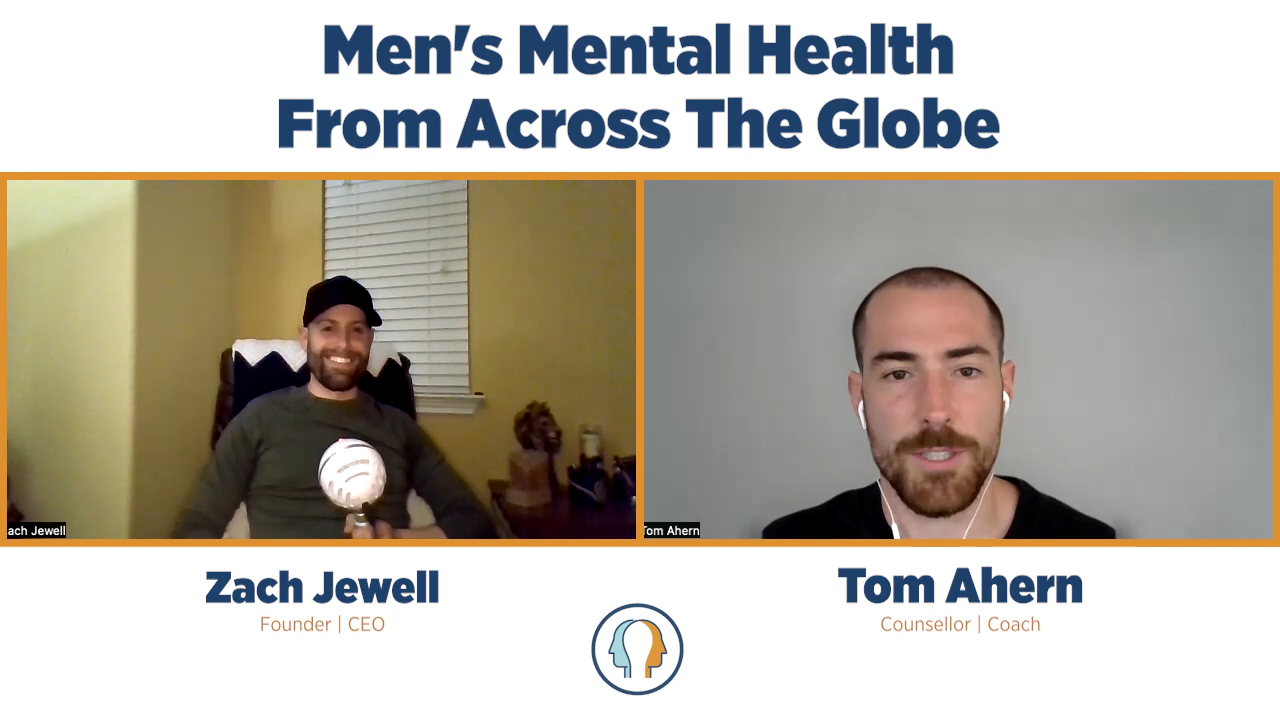 Men's Mental Health
From Across The Globe
ach Jewell
Tom Ahern
Zach Jewell
Founder | CEO
Tom Ahern
Counsellor | Coach